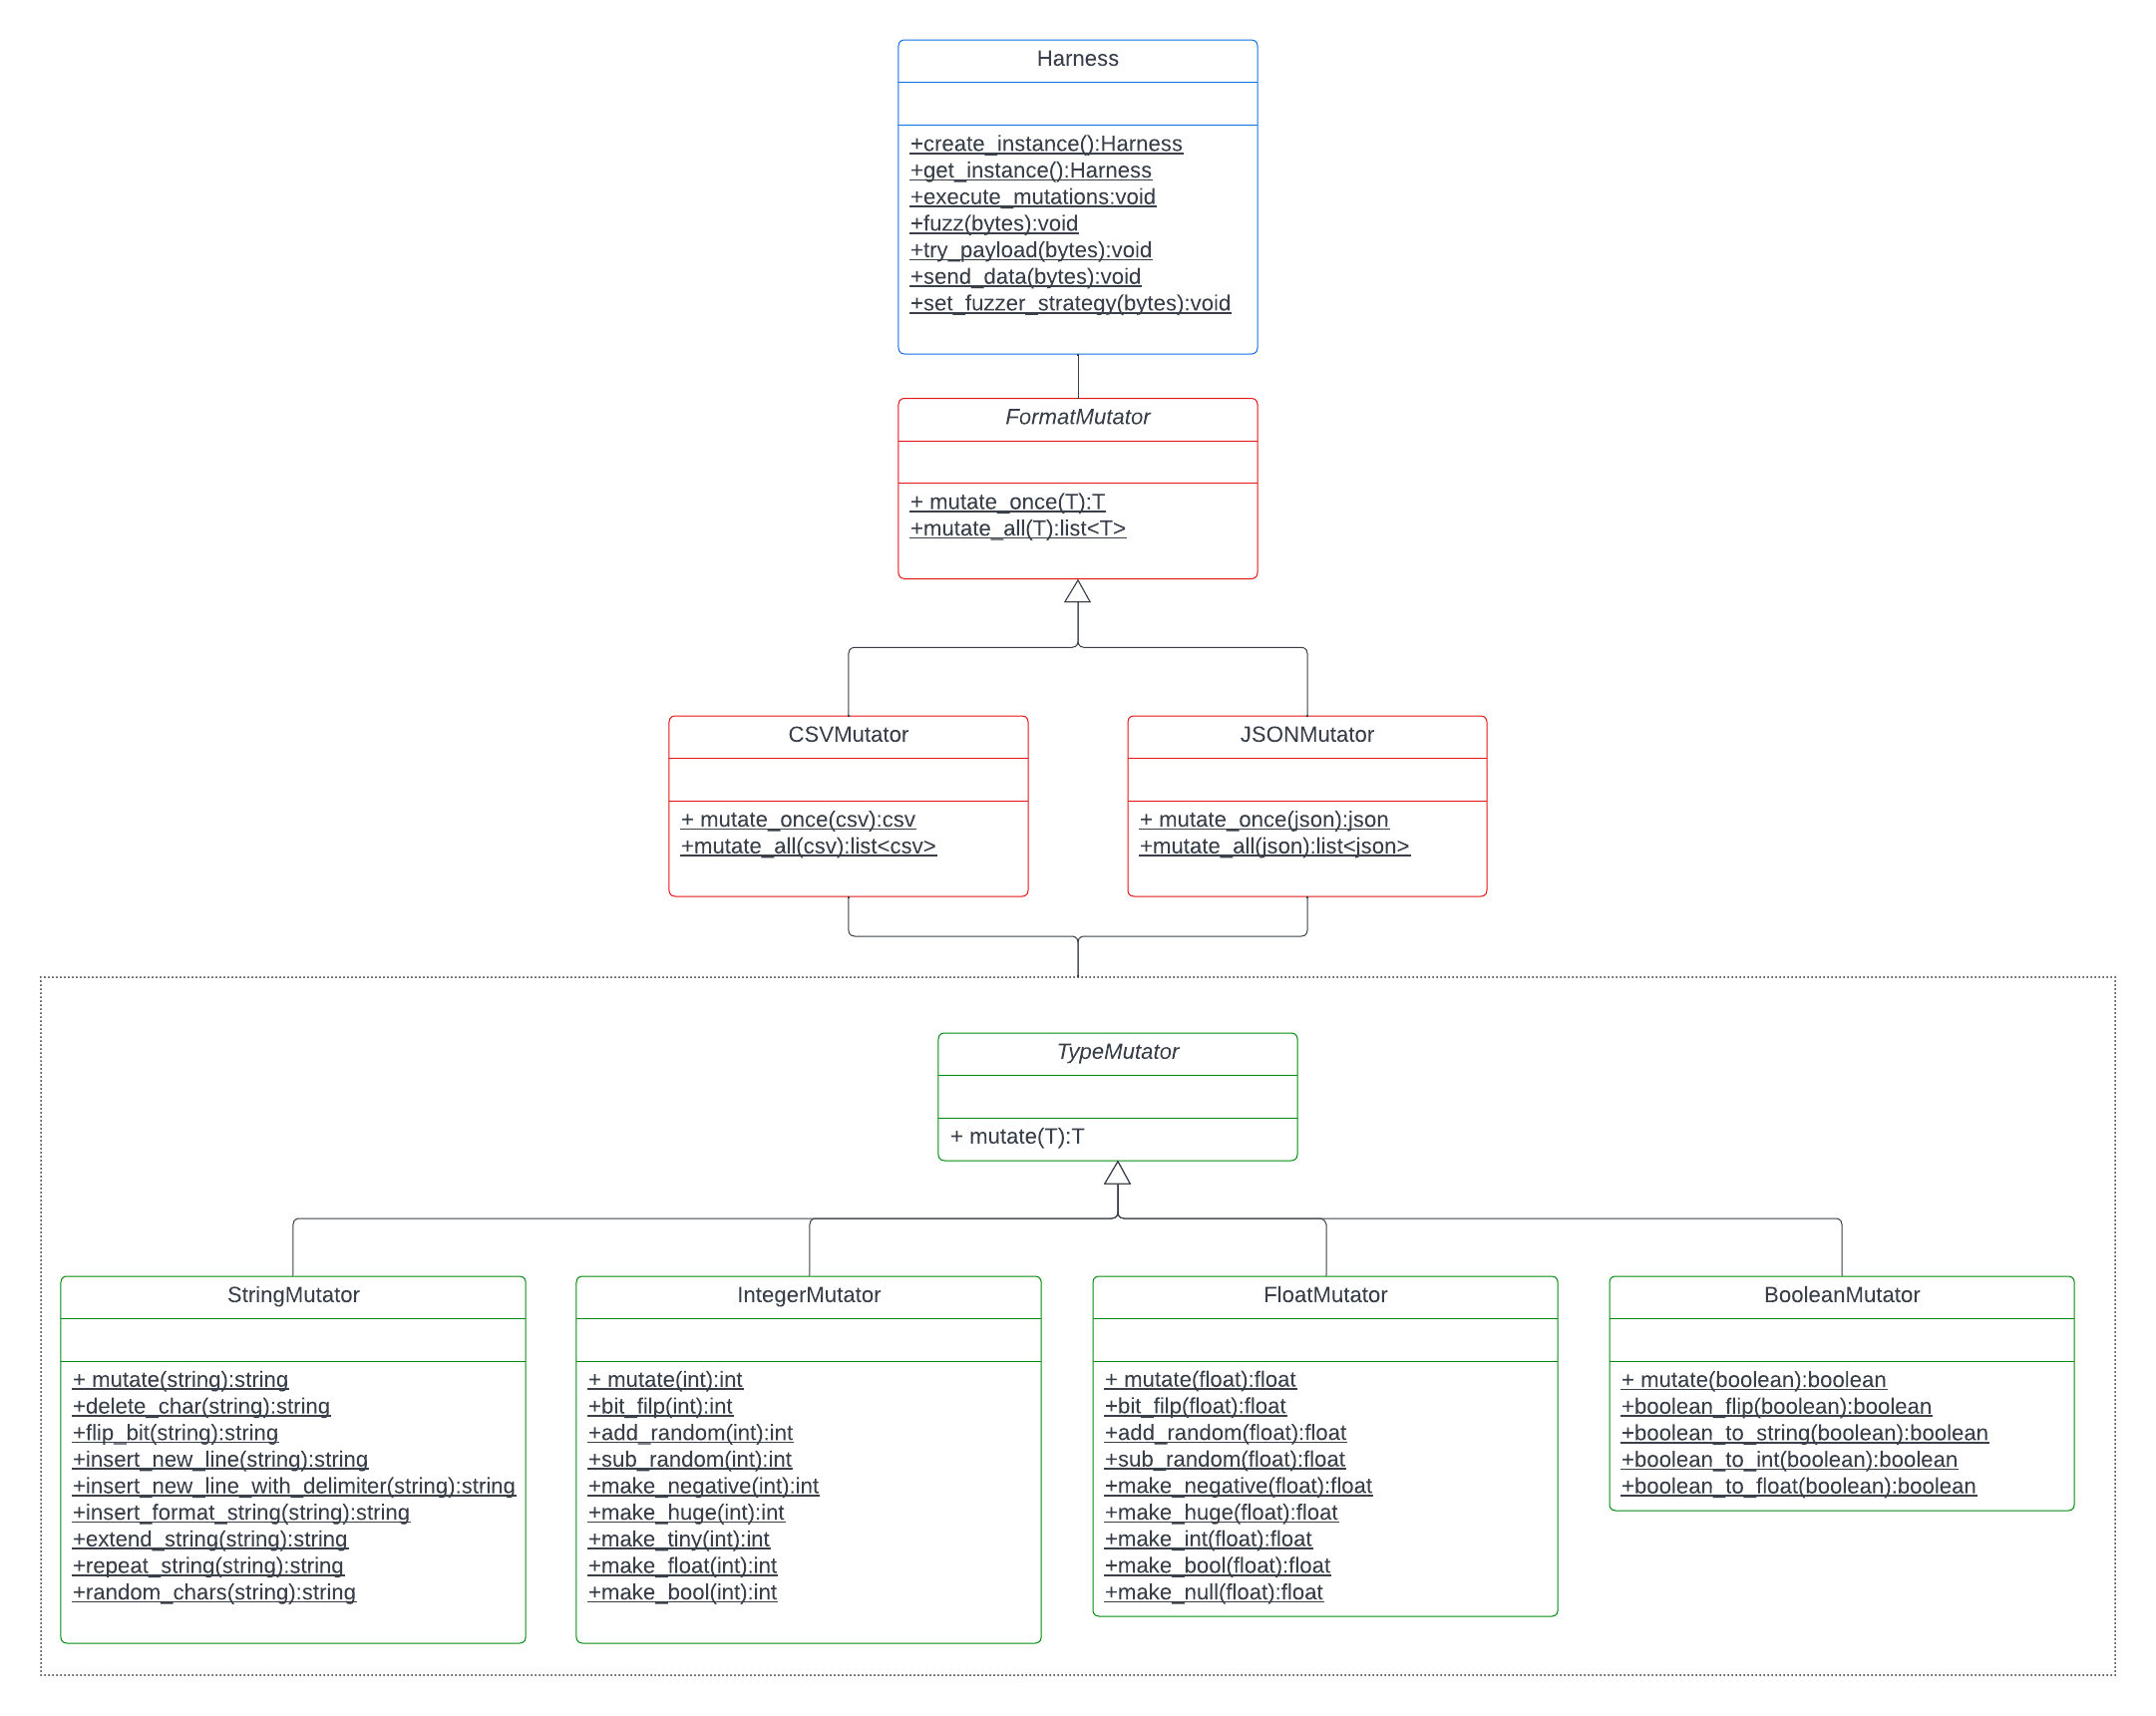 Harness
+create_instance():Harness
+get_instance():Harness
+execute_mutations:void
+fuzz(bytes):void
+try_payload(bytes):void
+send_data(bytes):void
+set_fuzzer_strategy(bytes):void
FormatMutator
+ mutate_once(T):T
+mutate_all(T):list<T>
CSVMutator
+ mutate_once(csv):csv
+mutate_all(csv):list<csv>
JSONMutator
+ mutate_once(json):json
+mutate_all(json):list<json>
TypeMutator
+ mutate(T):T
StringMutator
+ mutate(string):string
+delete_char(string):string
+flip_bit(string):string
+insert_new_line(string):string
+insert_new_line_with_delimiter(string):string
+insert_format_string(string):string
+extend_string(string):string
+repeat_string(string):string
+random_chars(string):string
IntegerMutator
+ mutate(int):int
+bit_filp(int):int
+add_random(int):int
+sub_random(int):int
+make_negative(int):int
+make_huge(int):int
+make_tiny(int):int
+make_float(int):int
+make_bool(int):int
FloatMutator
+ mutate(float):float
+bit_filp(float):float
+add_random(float):float
+sub_random(float):float
+make_negative(float):float
+make_huge(float):float
+make_int(float):float
+make_bool(float):float
+make_null(float):float
BooleanMutator
+ mutate(boolean):boolean
+boolean_flip(boolean):boolean
+boolean_to_string(boolean):boolean
+boolean_to_int(boolean):boolean
+boolean_to_float(boolean):boolean